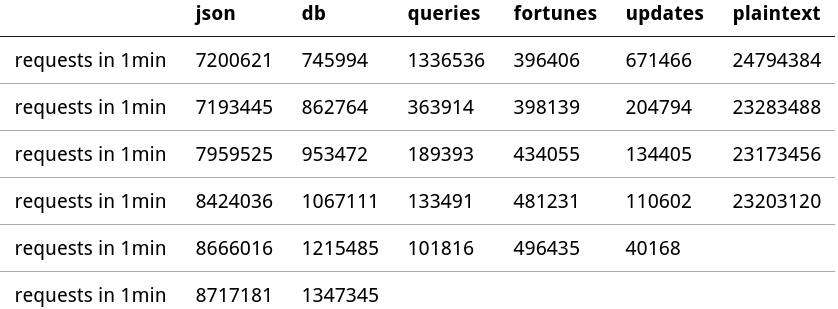 json db queries fortunes updates plaintext
requests in 1min 7200621 745994 1336536 396406 671466 24794384
requests in 1min 7193445 862764 363914 398139 204794 23283488
requests in 1min 7959525 953472 189393 434055 134405 23173456
requests in 1min 8424036 1067111 133491 481231 110602 23203120
requests in 1min 8666016 1215485 101816 496435 40168
requests in 1min 8717181 1347345